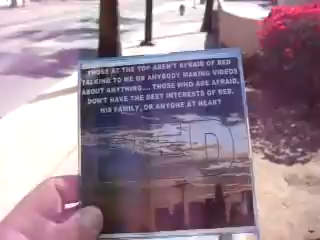 THOSE AT THE TOP AREN'T AFRAID OF RED
TALKING TO ME OR ANYBODY MAKING VIDEOS
ABOUT ANYTHING.... THOSE WHO ARE AFRAID,
DON'T HAVE THE BEST INTERESTS OF RED,
HIS FAMILY, OR ANYONE AT HEART